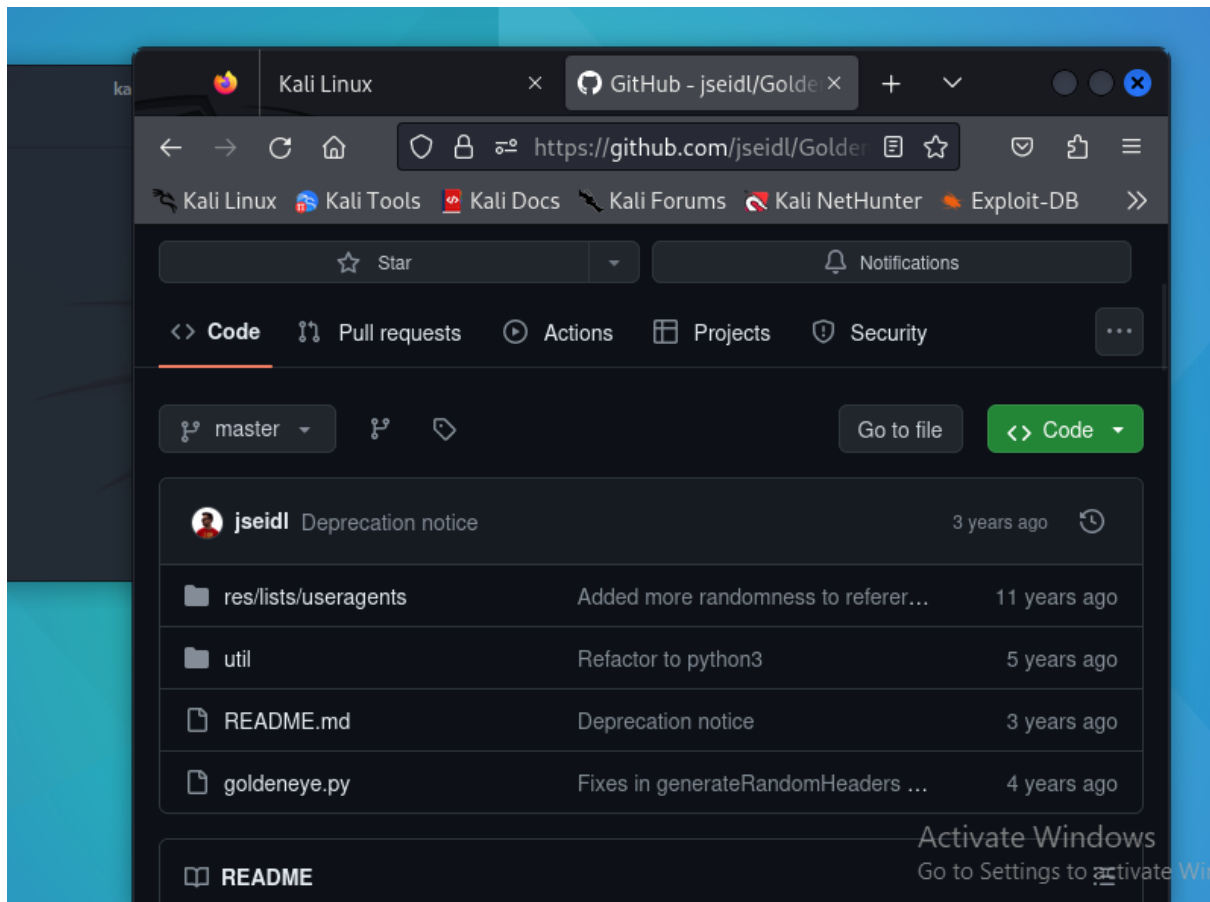 ka
Kali Linux
GitHub - jseidl/Golde
https://github.com/jseidl/Golden
Kali Linux Kali Tools Kali Docs Kali Forums Kali NetHunter Exploit-DB
Star Notifications
Code Pull requests Actions Projects Security
master Go to file Code
jseidl Deprecation notice 3 years ago
res/lists/useragents Added more randomness to referer… 11 years ago
util Refactor to python3 5 years ago
README.md Deprecation notice 3 years ago
goldeneye.py Fixes in generateRandomHeaders … 4 years ago
README
Activate Windows
Go to Settings to activate Wi